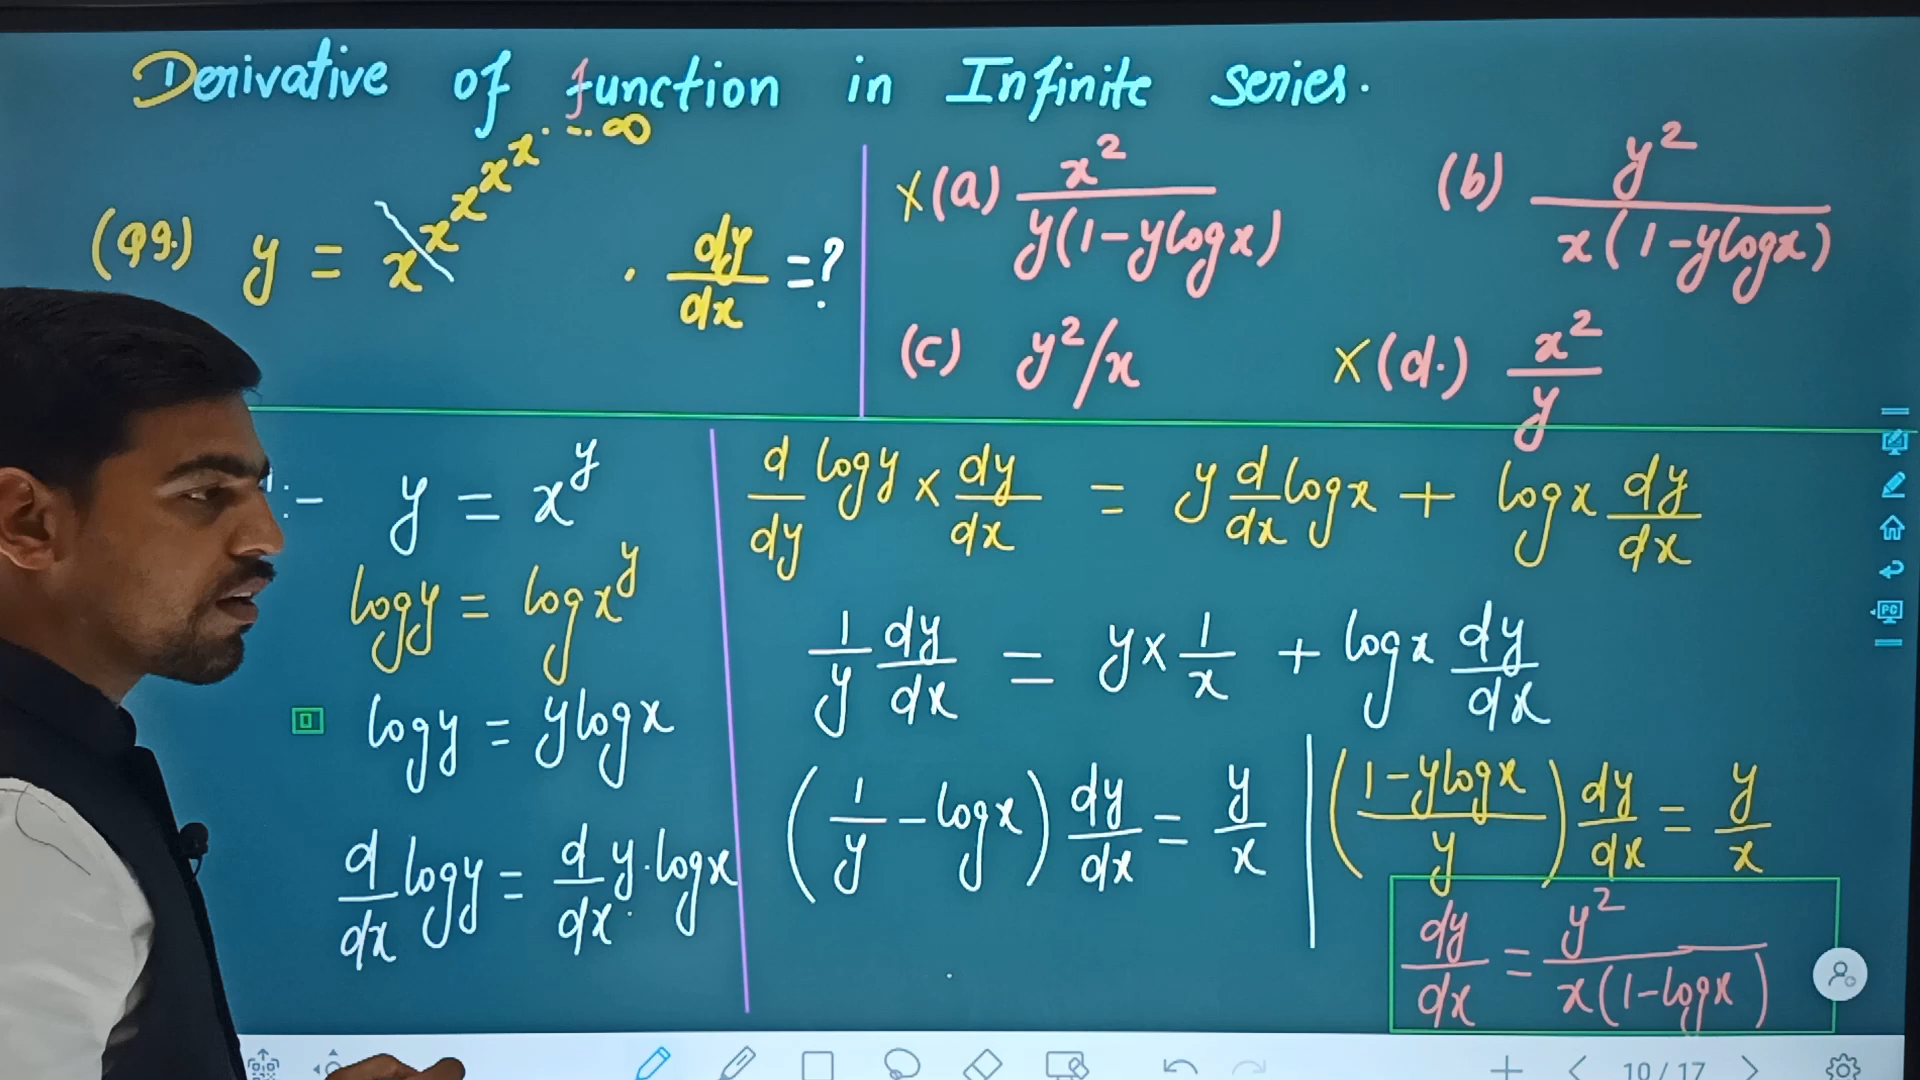 Derivative of function in Infinite series.
(Q9.) y = x^x^x^x^x^.-..∞ . dy/dx = ?
x(a) x²/y(1-ylogx)
(b) y²/x(1-ylogx)
(c) y²/x
x(d.) x²/y
:- y = x^y
logy = logx^y
logy = ylogx
d/dx logy = d/dx y.logx
d/dy logy x dy/dx = y d/dx logx + logx dy/dx
1/y dy/dx = y x 1/x + logx dy/dx
(1/y - logx) dy/dx = y/x
((1-ylogx)/y) dy/dx = y/x
dy/dx = y²/x(1-logx)
PC
10/17